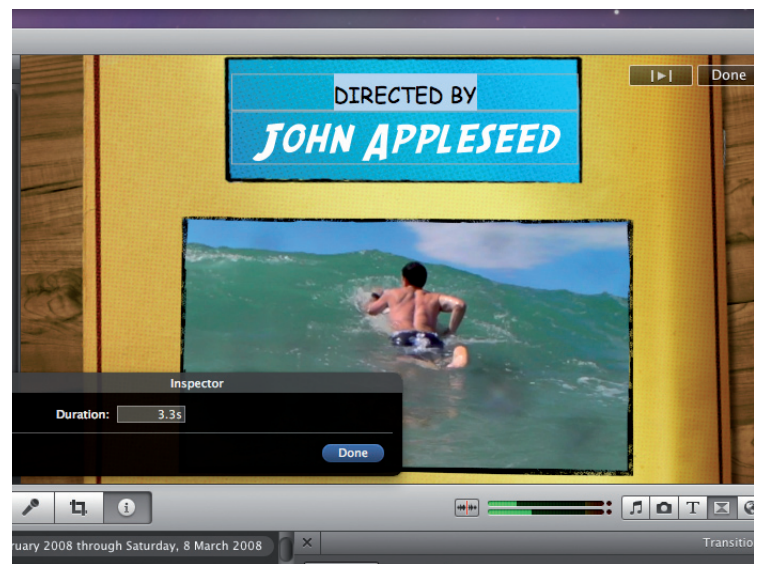 DIRECTED BY
JOHN APPLESEED
Done
Inspector
Duration: 3.3s
Done
T
ruary 2008 through Saturday, 8 March 2008
Transitio